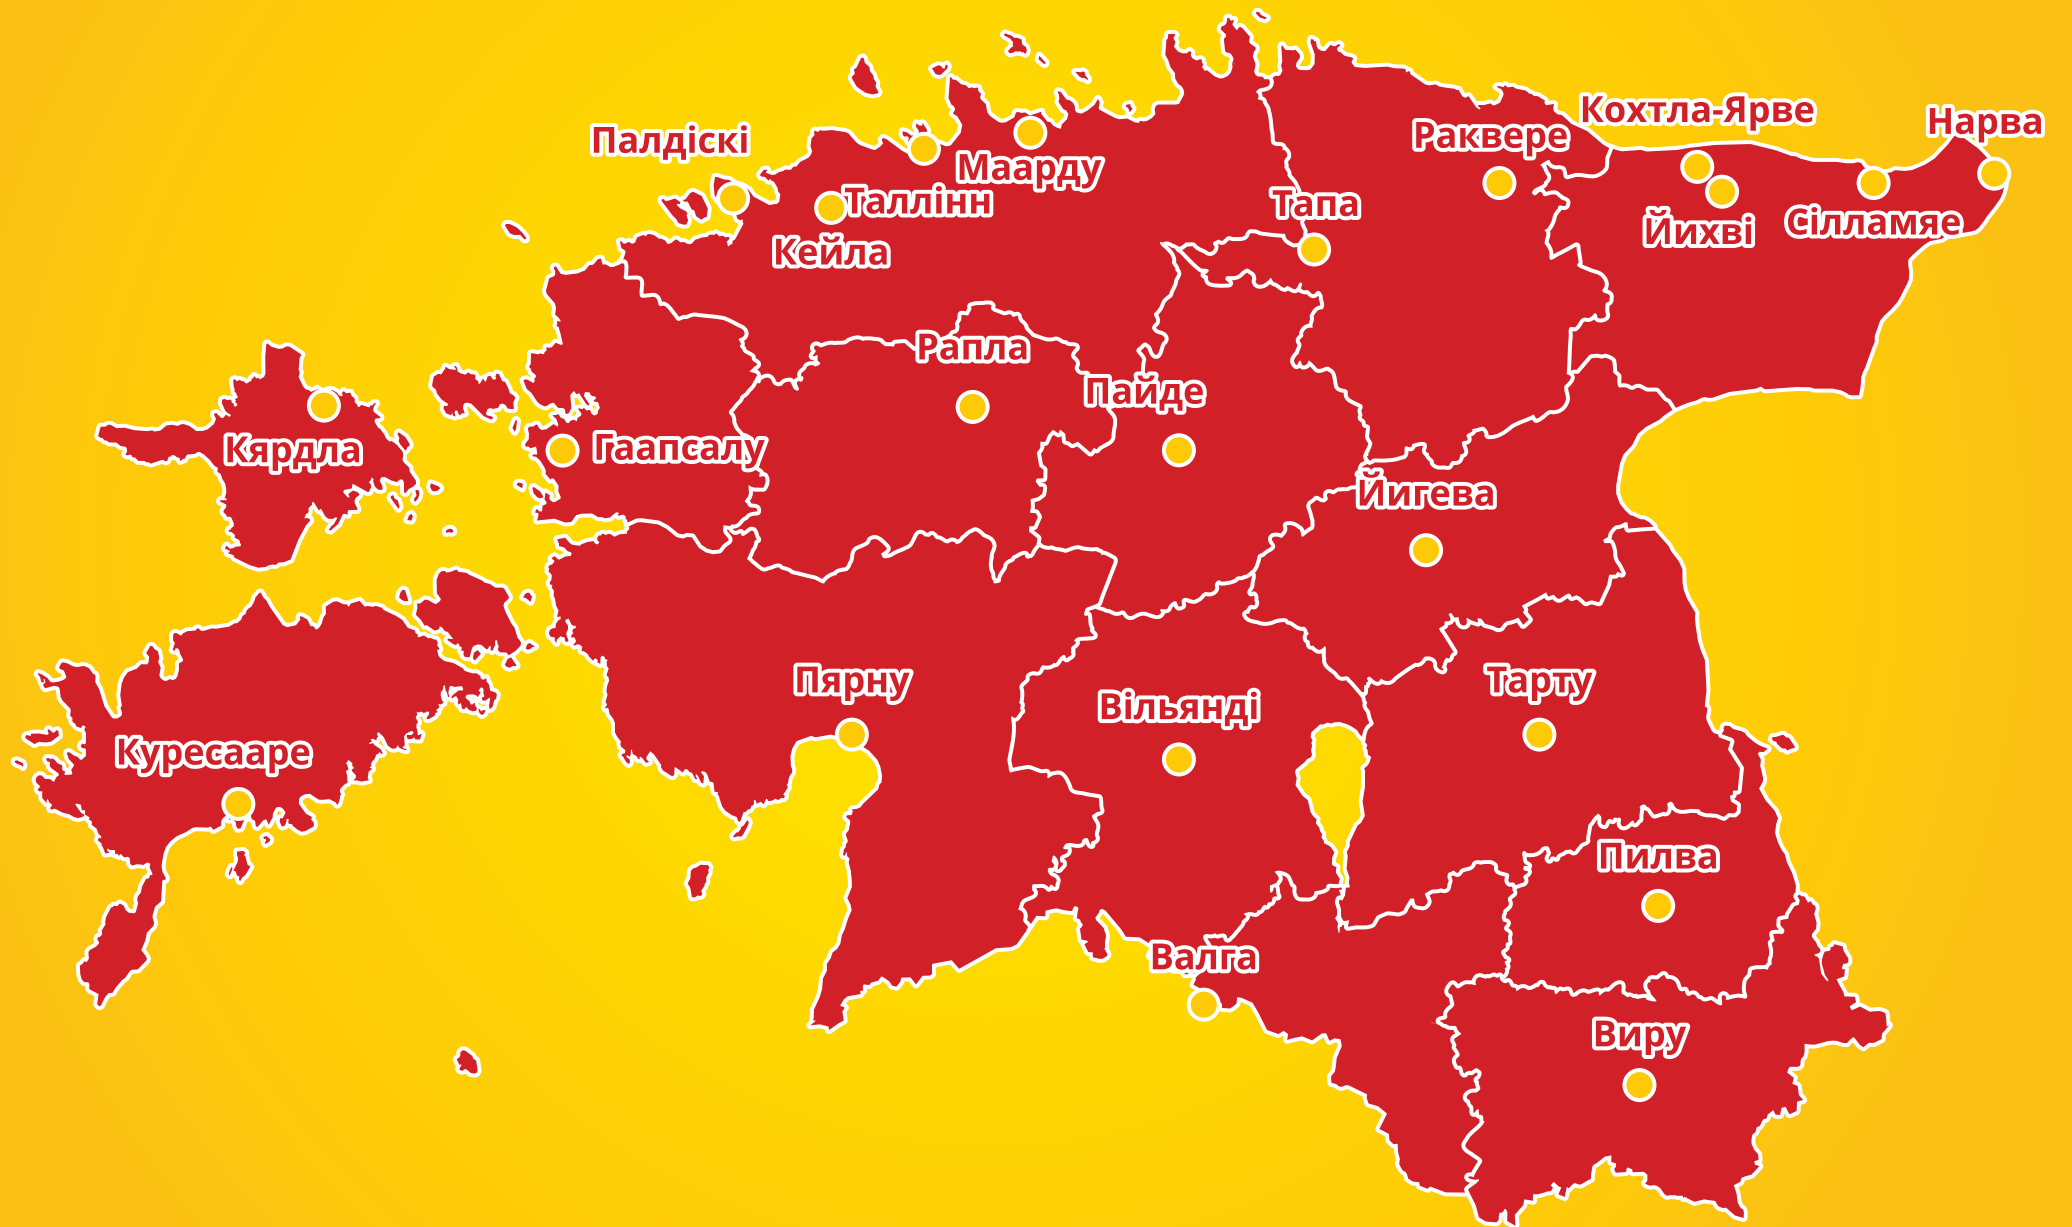 Кохтла-Ярве
Нарва
Палдіскі
Раквере
Маарду
Таллінн
Тапа
Йихві
Сілламяе
Кейла
Рапла
Пайде
Кярдла
Гаапсалу
Йигева
Пярну
Вільянді
Тарту
Куресааре
Пилва
Валга
Виру